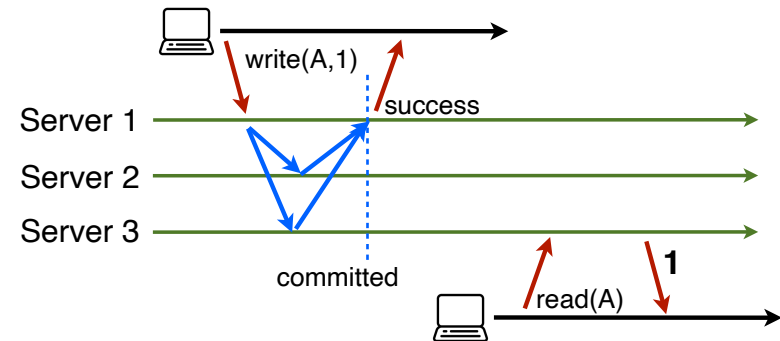 write(A,1)
success
Server 1
Server 2
Server 3
committed
1
read(A)